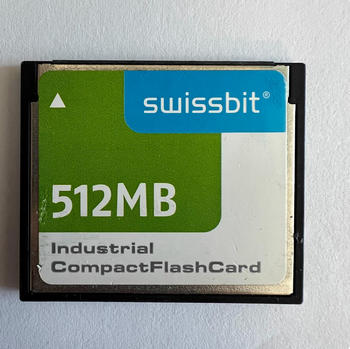 swissbit®
512MB
Industrial
CompactFlashCard